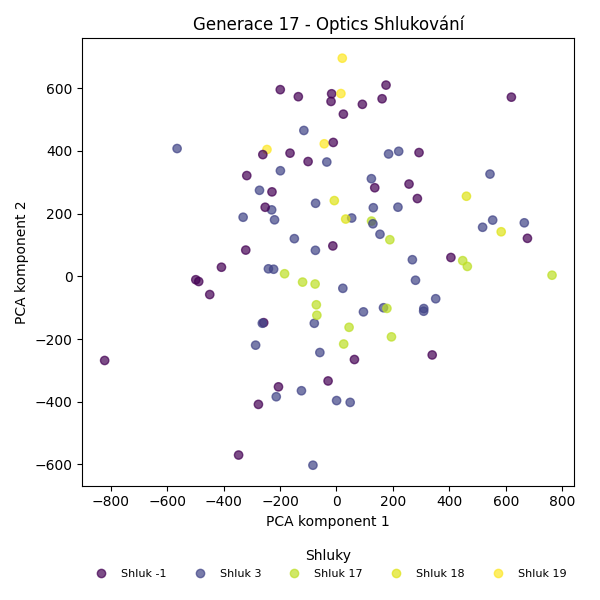 Generace 17 - Optics Shlukování
PCA komponent 2
600
400
200
0
−200
−400
−600
−800 −600 −400 −200 0 200 400 600 800
PCA komponent 1
Shluky
Shluk -1 Shluk 3 Shluk 17 Shluk 18 Shluk 19